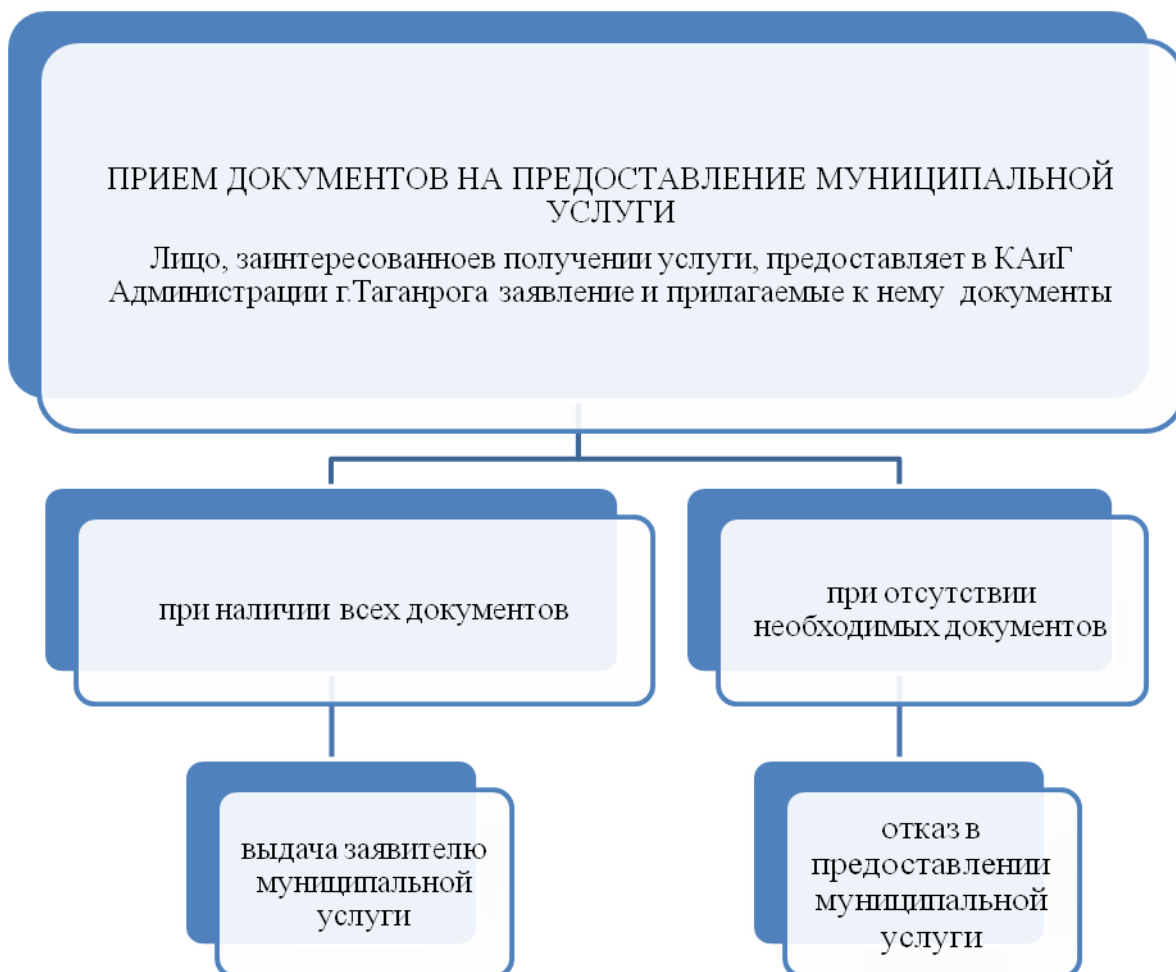 ПРИЕМ ДОКУМЕНТОВ НА ПРЕДОСТАВЛЕНИЕ МУНИЦИПАЛЬНОЙ
УСЛУГИ
Лицо, заинтересованноев получении услуги, предоставляет в КАиГ
Администрации г.Таганрога заявление и прилагаемые к нему документы
при наличии всех документов
при отсутствии
необходимых документов
выдача заявителю
муниципальной
услуги
отказ в
предоставлении
муниципальной
услуги